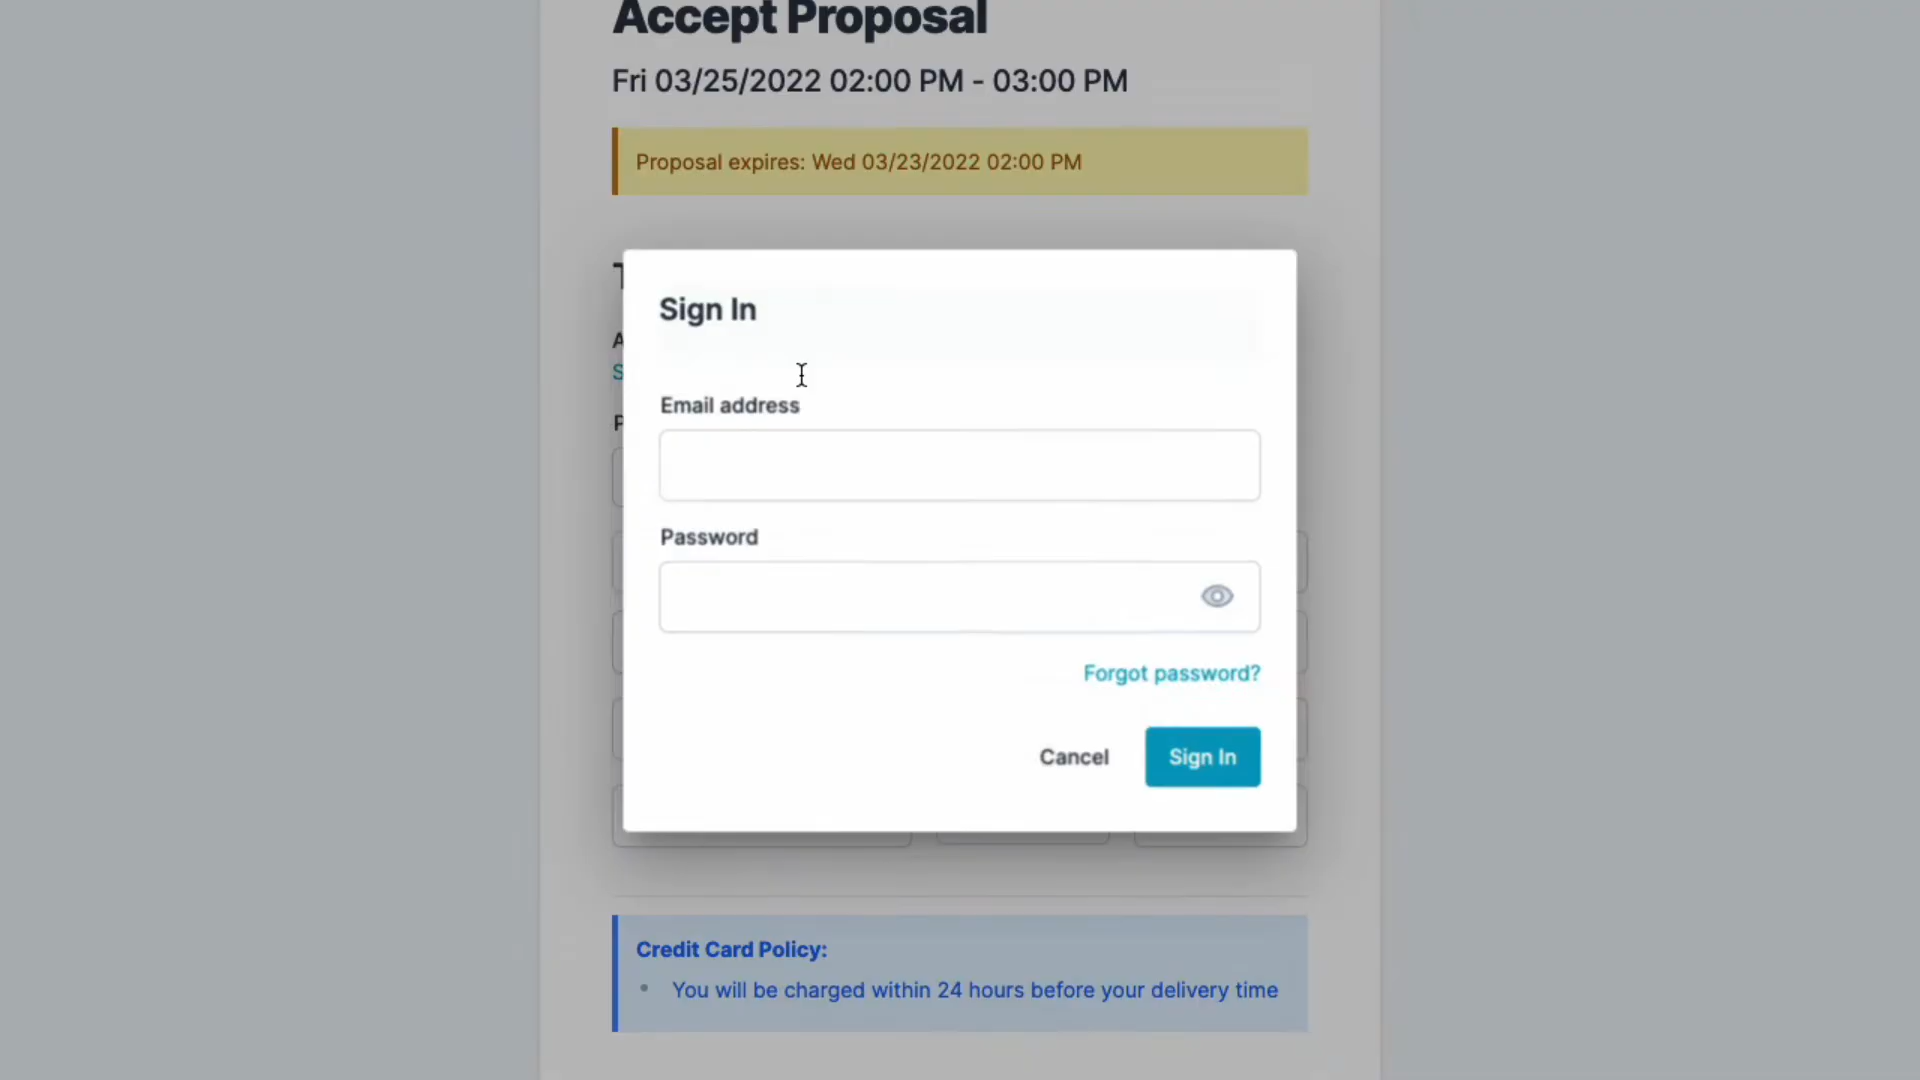 Accept Proposal
Fri 03/25/2022 02:00 PM - 03:00 PM
Proposal expires: Wed 03/23/2022 02:00 PM
Sign In
Email address
Password
Forgot password?
Cancel
Sign In
Credit Card Policy:
• You will be charged within 24 hours before your delivery time